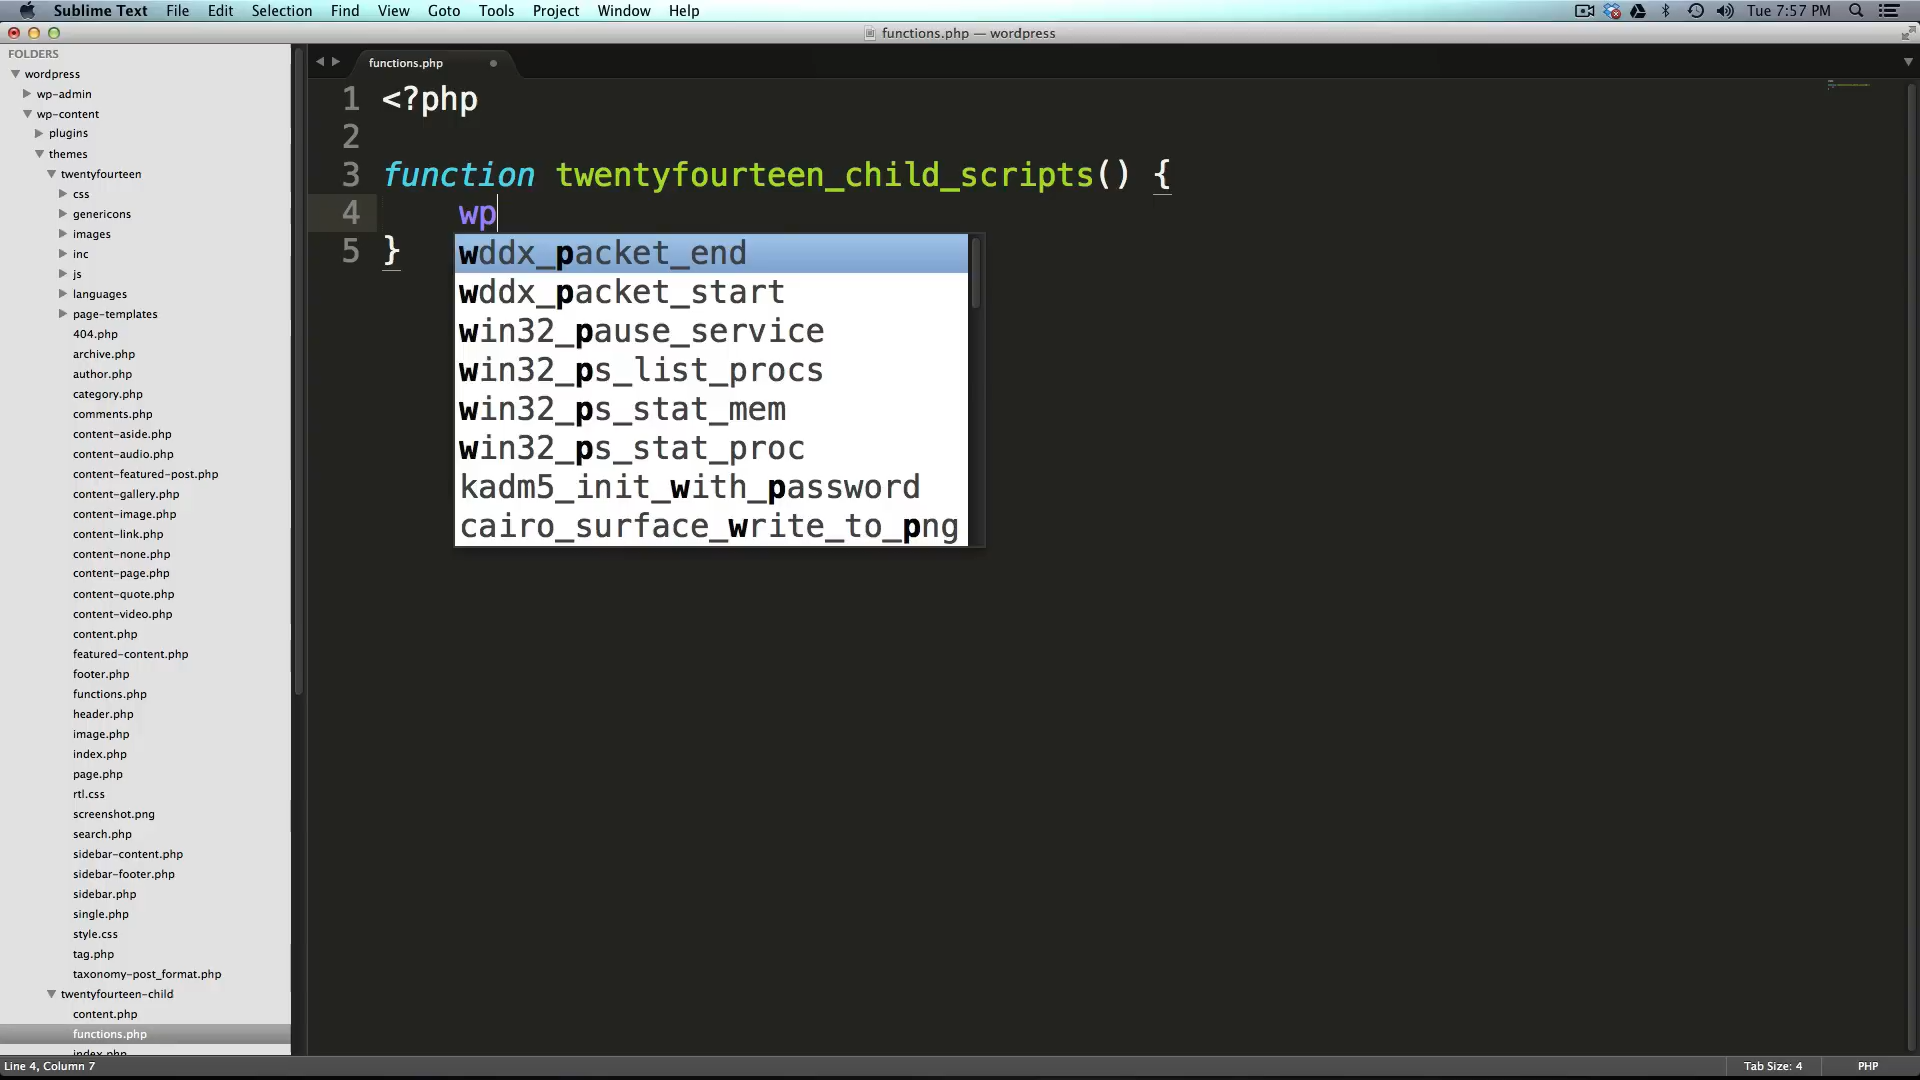 Sublime Text File Edit Selection Find View Goto Tools Project Window Help Tue 7:57 PM
functions.php — wordpress
FOLDERS
wordpress
wp-admin
wp-content
plugins
themes
twentyfourteen
css
genericons
images
inc
js
languages
page-templates
404.php
archive.php
author.php
category.php
comments.php
content-aside.php
content-audio.php
content-featured-post.php
content-gallery.php
content-image.php
content-link.php
content-none.php
content-page.php
content-quote.php
content-video.php
content.php
featured-content.php
footer.php
functions.php
header.php
image.php
index.php
page.php
rtl.css
screenshot.png
search.php
sidebar-content.php
sidebar-footer.php
sidebar.php
single.php
style.css
tag.php
taxonomy-post_format.php
twentyfourteen-child
content.php
functions.php
index.php
functions.php
1 <?php
2
3 function twentyfourteen_child_scripts() {
4 wp
5 }
wddx_packet_end
wddx_packet_start
win32_pause_service
win32_ps_list_procs
win32_ps_stat_mem
win32_ps_stat_proc
kadm5_init_with_password
cairo_surface_write_to_png
Line 4, Column 7 Tab Size: 4 PHP